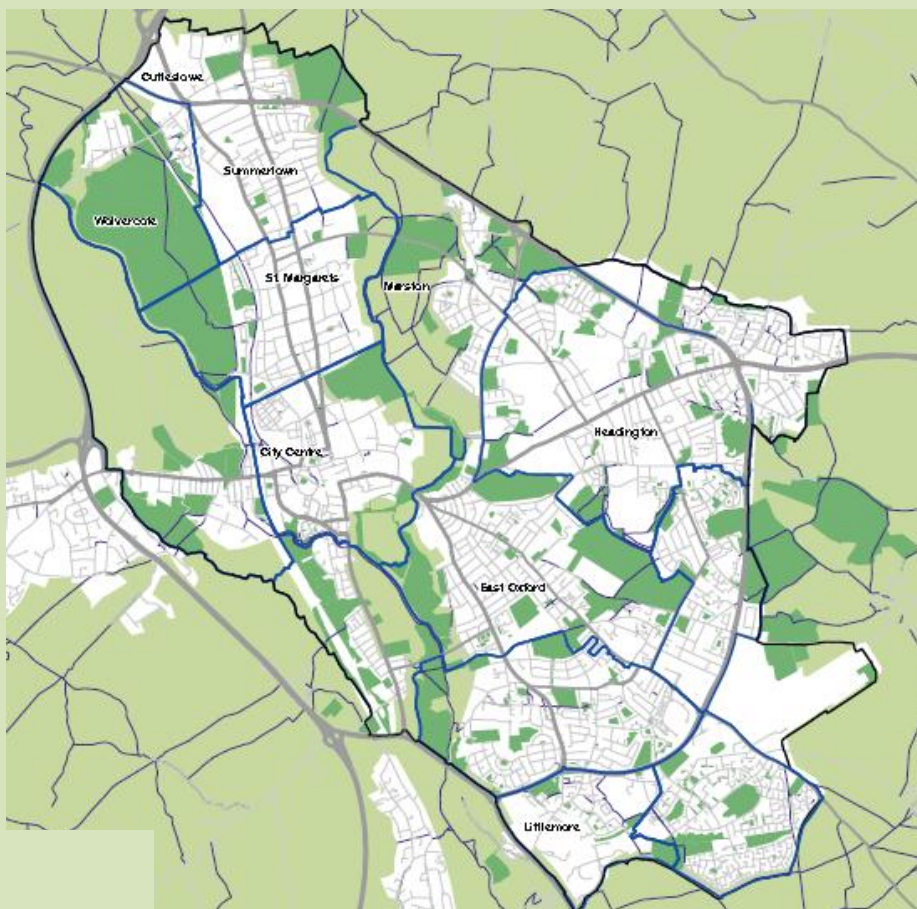 Cutteslowe
Summertown
Wolvercote
St Margarets
Marston
Headington
City Centre
East Oxford
Littlemore